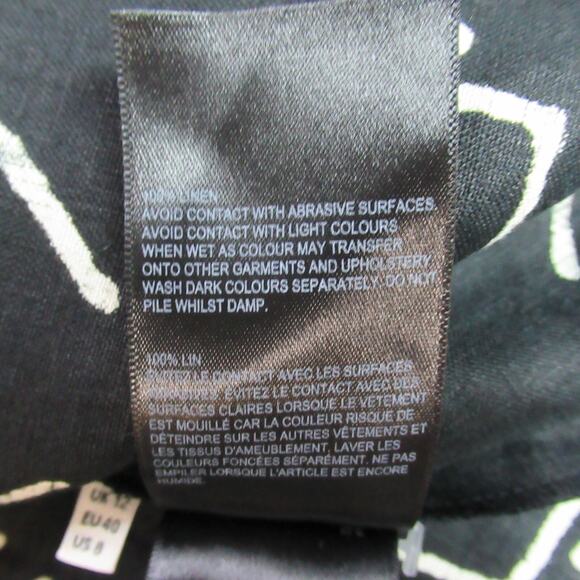 100% LINEN
AVOID CONTACT WITH ABRASIVE SURFACES.
AVOID CONTACT WITH LIGHT COLOURS
WHEN WET AS COLOUR MAY TRANSFER
ONTO OTHER GARMENTS AND UPHOLSTERY.
WASH DARK COLOURS SEPARATELY. DO NOT
PILE WHILST DAMP.
100% LIN
ÉVITEZ LE CONTACT AVEC LES SURFACES
ÉVITEZ LE CONTACT AVEC DES
SURFACES CLAIRES LORSQUE LE VETEMENT
EST MOUILLÉ CAR LA COULEUR RISQUE DE
DÉTEINDRE SUR LES AUTRES VÊTEMENTS ET
LES TISSUS D'AMEUBLEMENT. LAVER LES
COULEURS FONCÉES SÉPARÉMENT. NE PAS
EMPILER LORSQUE L'ARTICLE EST ENCORE
HUMIDE.
UK 12
EU 40
US 8